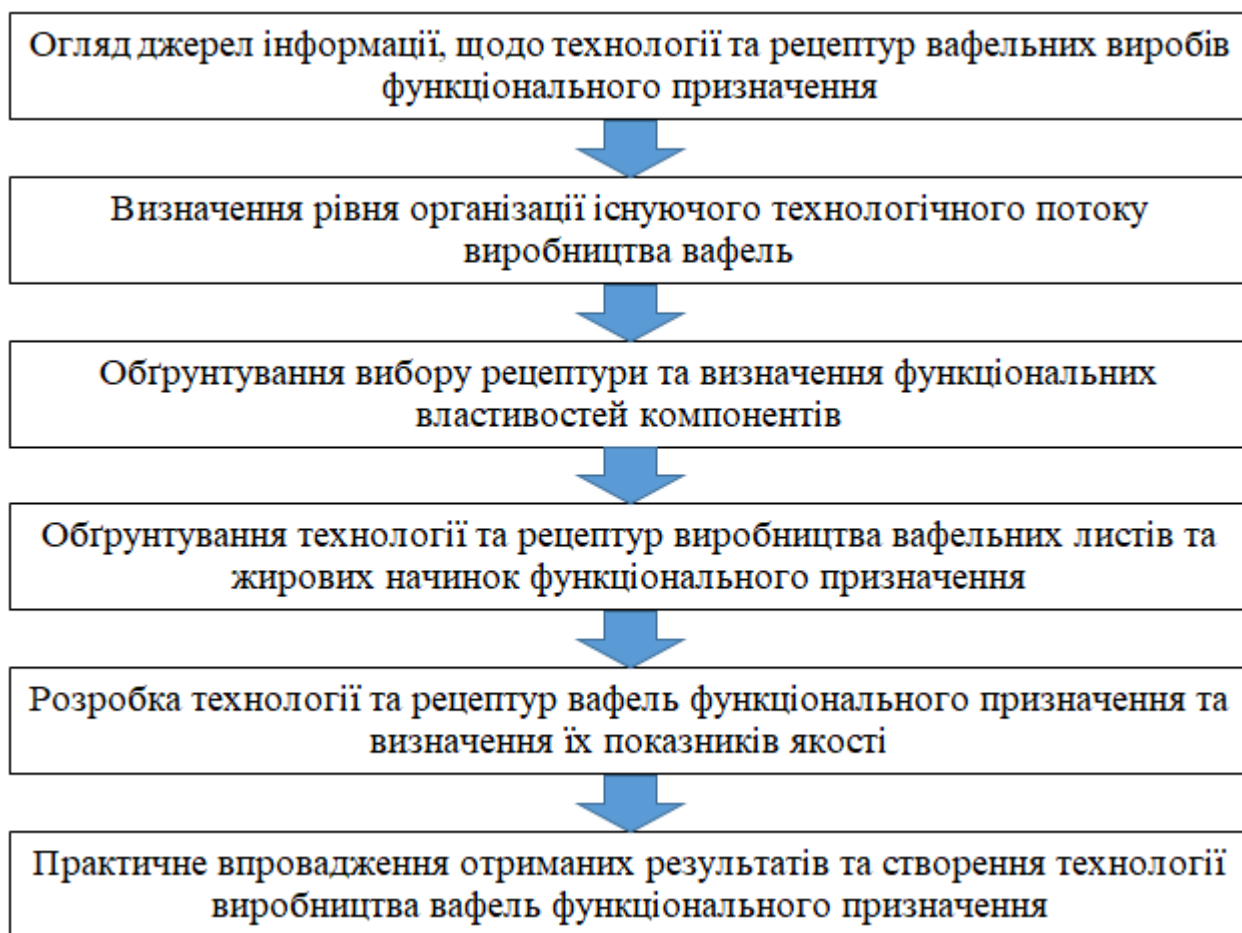 Огляд джерел інформації, щодо технології та рецептур вафельних виробів
функціонального призначення
Визначення рівня організації існуючого технологічного потоку
виробництва вафель
Обґрунтування вибору рецептури та визначення функціональних
властивостей компонентів
Обґрунтування технології та рецептур виробництва вафельних листів та
жирових начинок функціонального призначення
Розробка технології та рецептур вафель функціонального призначення та
визначення їх показників якості
Практичне впровадження отриманих результатів та створення технології
виробництва вафель функціонального призначення